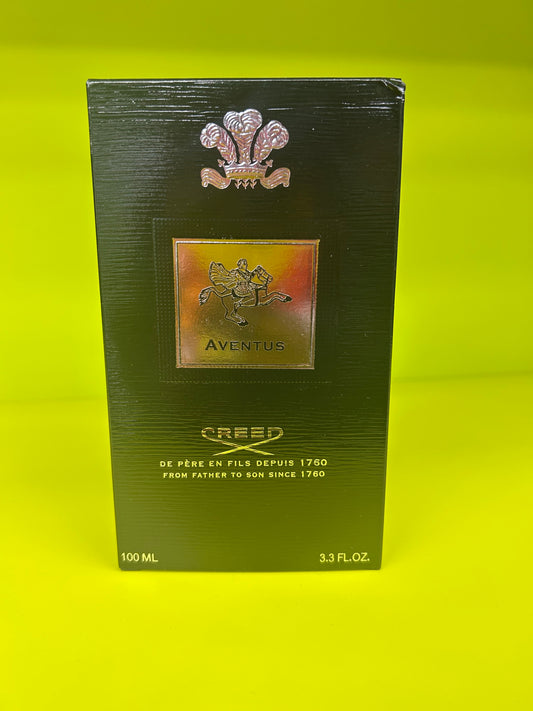 AVENTUS
CREED
DE PÈRE EN FILS DEPUIS 1760
FROM FATHER TO SON SINCE 1760
100 ML
3.3 FL.OZ.